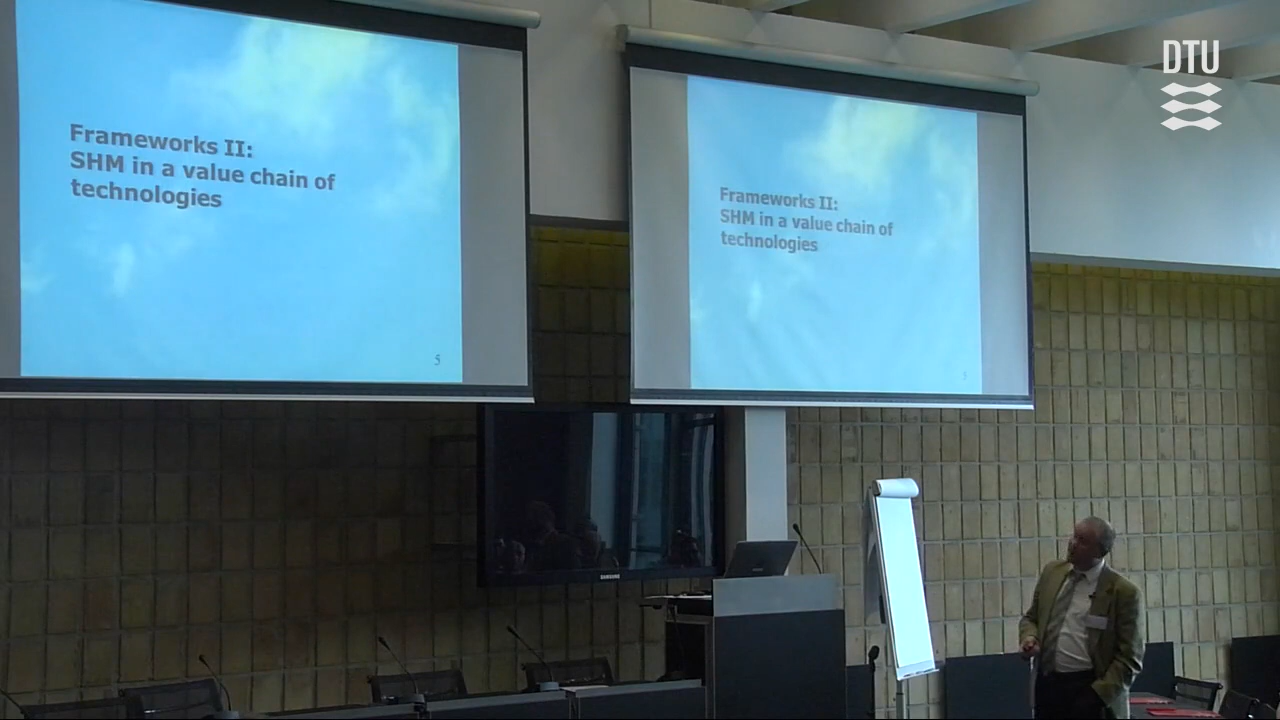 Frameworks II:
SHM in a value chain of
technologies
5
Frameworks II:
SHM in a value chain of
technologies
5
DTU
SAMSUNG